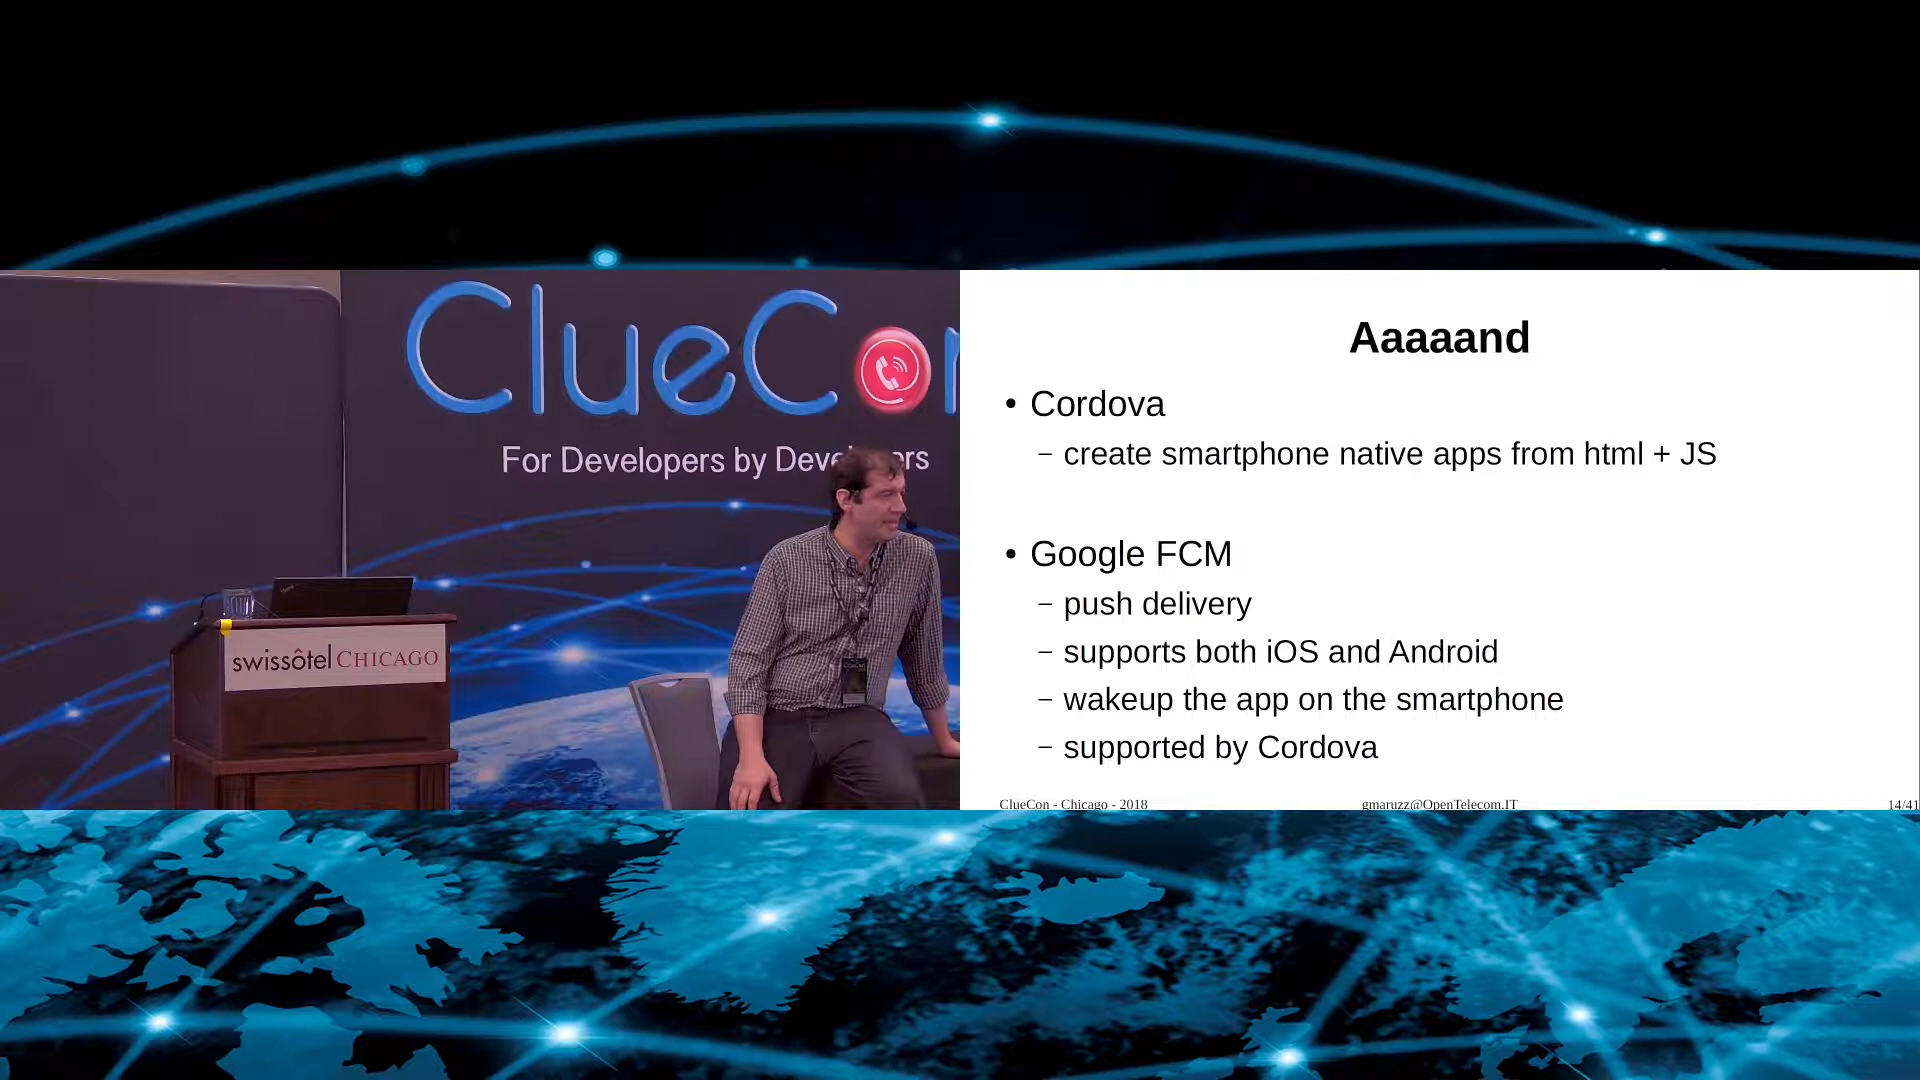 ClueCon
For Developers by Developers
swissôtel CHICAGO
Aaaaand
• Cordova
– create smartphone native apps from html + JS
• Google FCM
– push delivery
– supports both iOS and Android
– wakeup the app on the smartphone
– supported by Cordova
ClueCon - Chicago - 2018
gmaruzz@OpenTelecom.IT
14/41